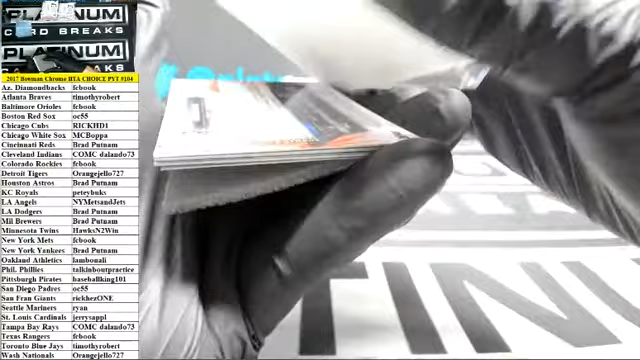 PLATINUM
CARD BREAKS
PLATINUM
2017 Bowman Chrome HTA CHOICE PYT #104
Az. Diamondbacks fcbook
Atlanta Braves timothyrobert
Baltimore Orioles fcbook
Boston Red Sox oc55
Chicago Cubs RICKHD1
Chicago White Sox MCBoppa
Cincinnati Reds Brad Putnam
Cleveland Indians COMC dalando73
Colorado Rockies fcbook
Detroit Tigers Orangejello727
Houston Astros Brad Putnam
KC Royals peteybuks
LA Angels NYMetsandJets
LA Dodgers Brad Putnam
Mil Brewers Brad Putnam
Minnesota Twins HawksN2Win
New York Mets fcbook
New York Yankees Brad Putnam
Oakland Athletics lambonali
Phil. Phillies talkinboutpractice
Pittsburgh Pirates baseballking101
San Diego Padres oc55
San Fran Giants rickhezONE
Seattle Mariners ryan
St. Louis Cardinals jerrysappl
Tampa Bay Rays COMC dalando73
Texas Rangers fcbook
Toronto Blue Jays timothyrobert
Wash Nationals Orangejello727
TINU